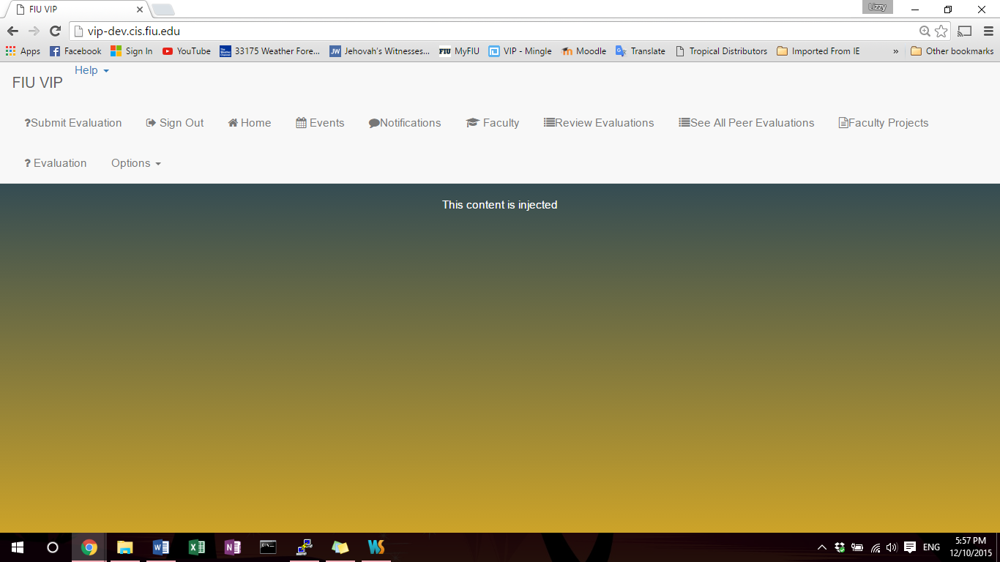 FIU VIP
Lizzy
vip-dev.cis.fiu.edu
Apps Facebook Sign In YouTube 33175 Weather Fore... JW Jehovah's Witnesses... FIU MyFIU VIP - Mingle Moodle Translate Tropical Distributors Imported From IE » Other bookmarks
Help
FIU VIP
?Submit Evaluation Sign Out Home Events Notifications Faculty Review Evaluations See All Peer Evaluations Faculty Projects
? Evaluation Options
This content is injected
ENG
5:57 PM
12/10/2015